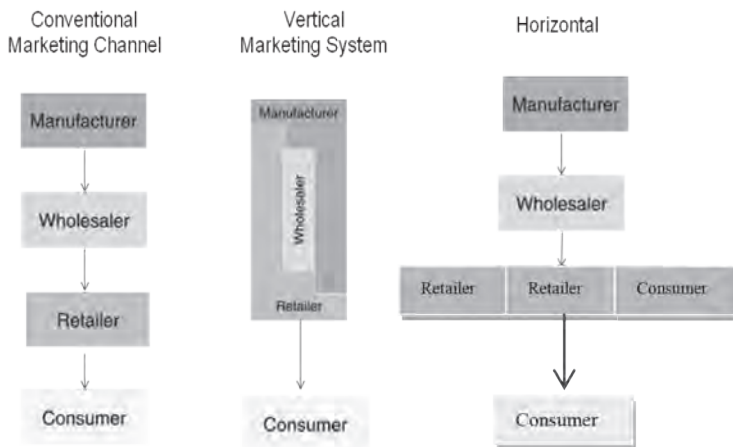 Conventional
Marketing Channel
Manufacturer
Wholesaler
Retailer
Consumer
Vertical
Marketing System
Manufacturer
Wholesaler
Retailer
Consumer
Horizontal
Manufacturer
Wholesaler
Retailer
Retailer
Consumer
Consumer